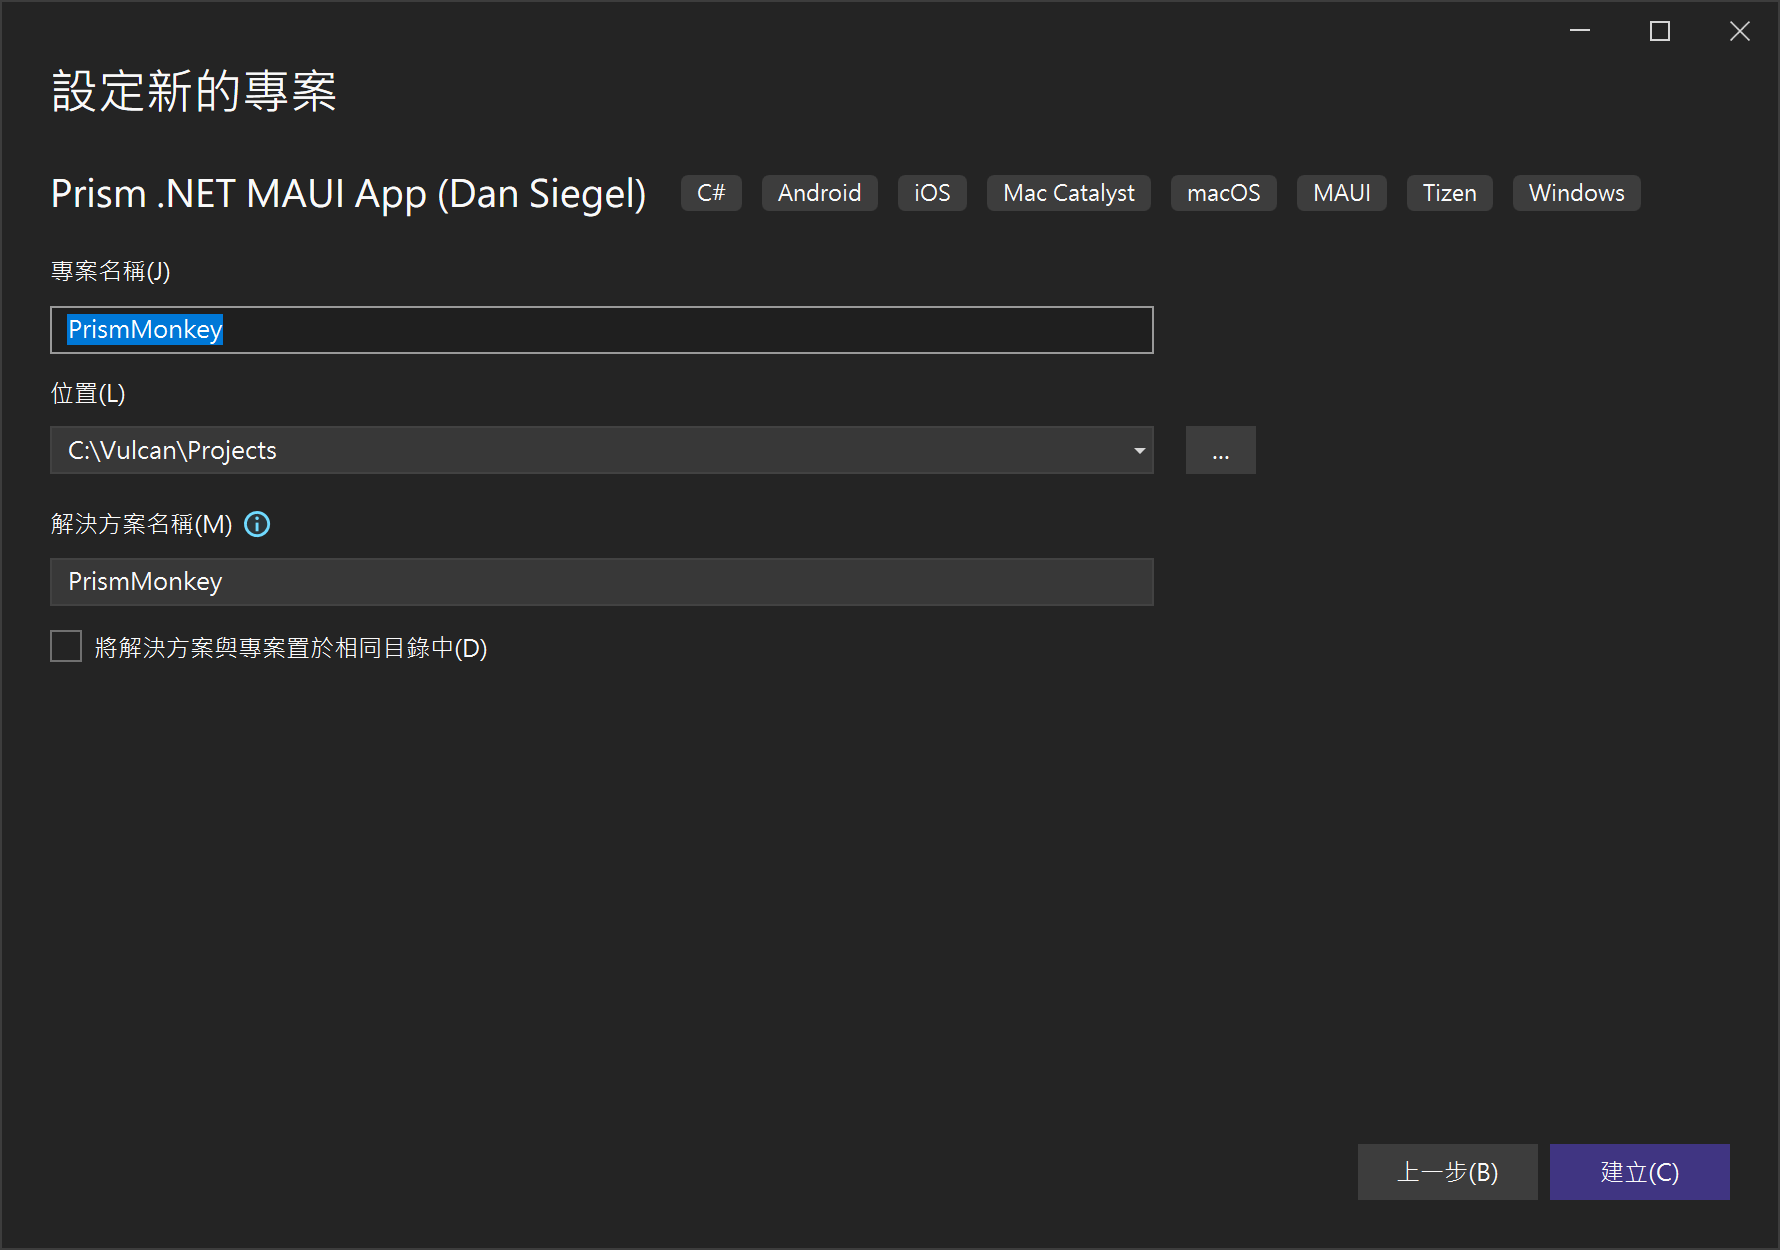 設定新的專案
Prism .NET MAUI App (Dan Siegel) C# Android iOS Mac Catalyst macOS MAUI Tizen Windows
專案名稱(J)
PrismMonkey
位置(L)
C:\Vulcan\Projects
...
解決方案名稱(M)
PrismMonkey
將解決方案與專案置於相同目錄中(D)
上一步(B) 建立(C)